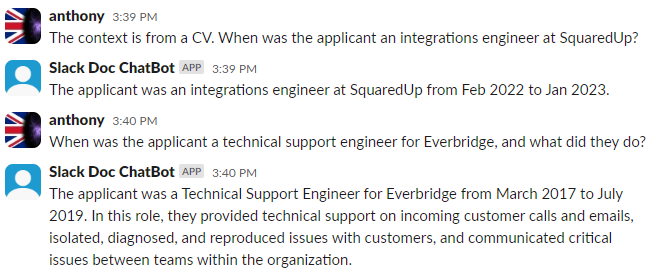 anthony 3:39 PM
The context is from a CV. When was the applicant an integrations engineer at SquaredUp?
Slack Doc ChatBot APP 3:39 PM
The applicant was an integrations engineer at SquaredUp from Feb 2022 to Jan 2023.
anthony 3:40 PM
When was the applicant a technical support engineer for Everbridge, and what did they do?
Slack Doc ChatBot APP 3:40 PM
The applicant was a Technical Support Engineer for Everbridge from March 2017 to July
2019. In this role, they provided technical support on incoming customer calls and emails,
isolated, diagnosed, and reproduced issues with customers, and communicated critical
issues between teams within the organization.